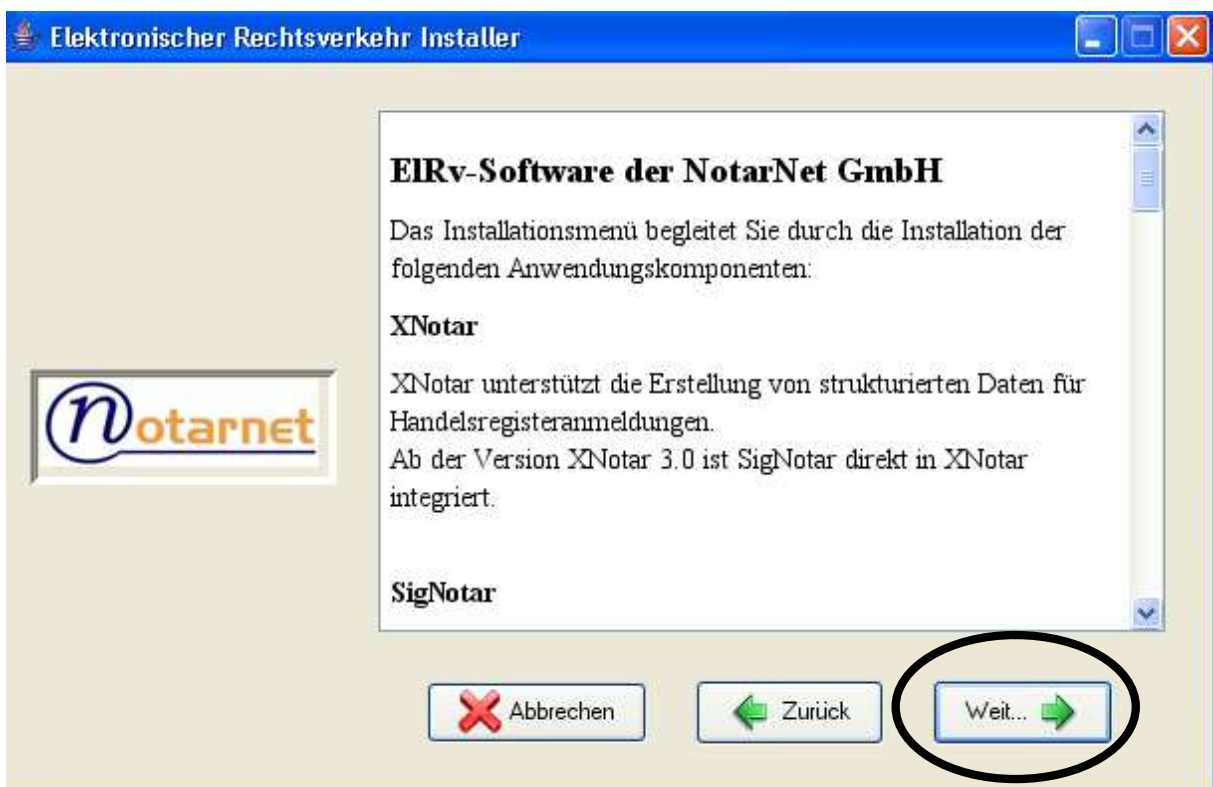 Elektronischer Rechtsverkehr Installer
ElRv-Software der NotarNet GmbH
Das Installationsmenü begleitet Sie durch die Installation der
folgenden Anwendungskomponenten:
XNotar
XNotar unterstützt die Erstellung von strukturierten Daten für
Handelsregisteranmeldungen.
Ab der Version XNotar 3.0 ist SigNotar direkt in XNotar
integriert.
SigNotar
notarnet
Abbrechen
Zurück
Weit...